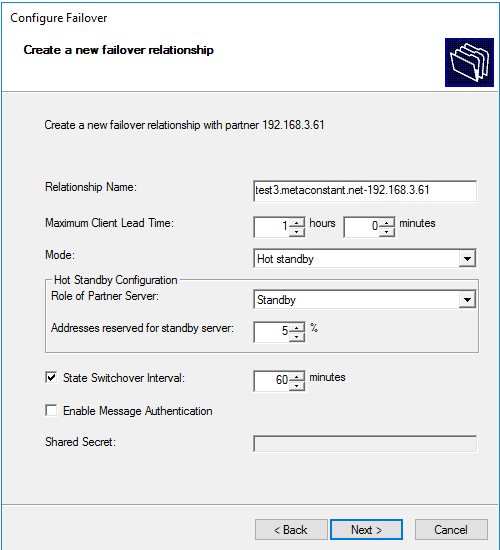 Configure Failover
Create a new failover relationship
Create a new failover relationship with partner 192.168.3.61
Relationship Name: test3.metaconstant.net-192.168.3.61
Maximum Client Lead Time: 1 hours 0 minutes
Mode: Hot standby
Hot Standby Configuration
Role of Partner Server: Standby
Addresses reserved for standby server: 5 %
State Switchover Interval: 60 minutes
Enable Message Authentication
Shared Secret:
< Back Next > Cancel